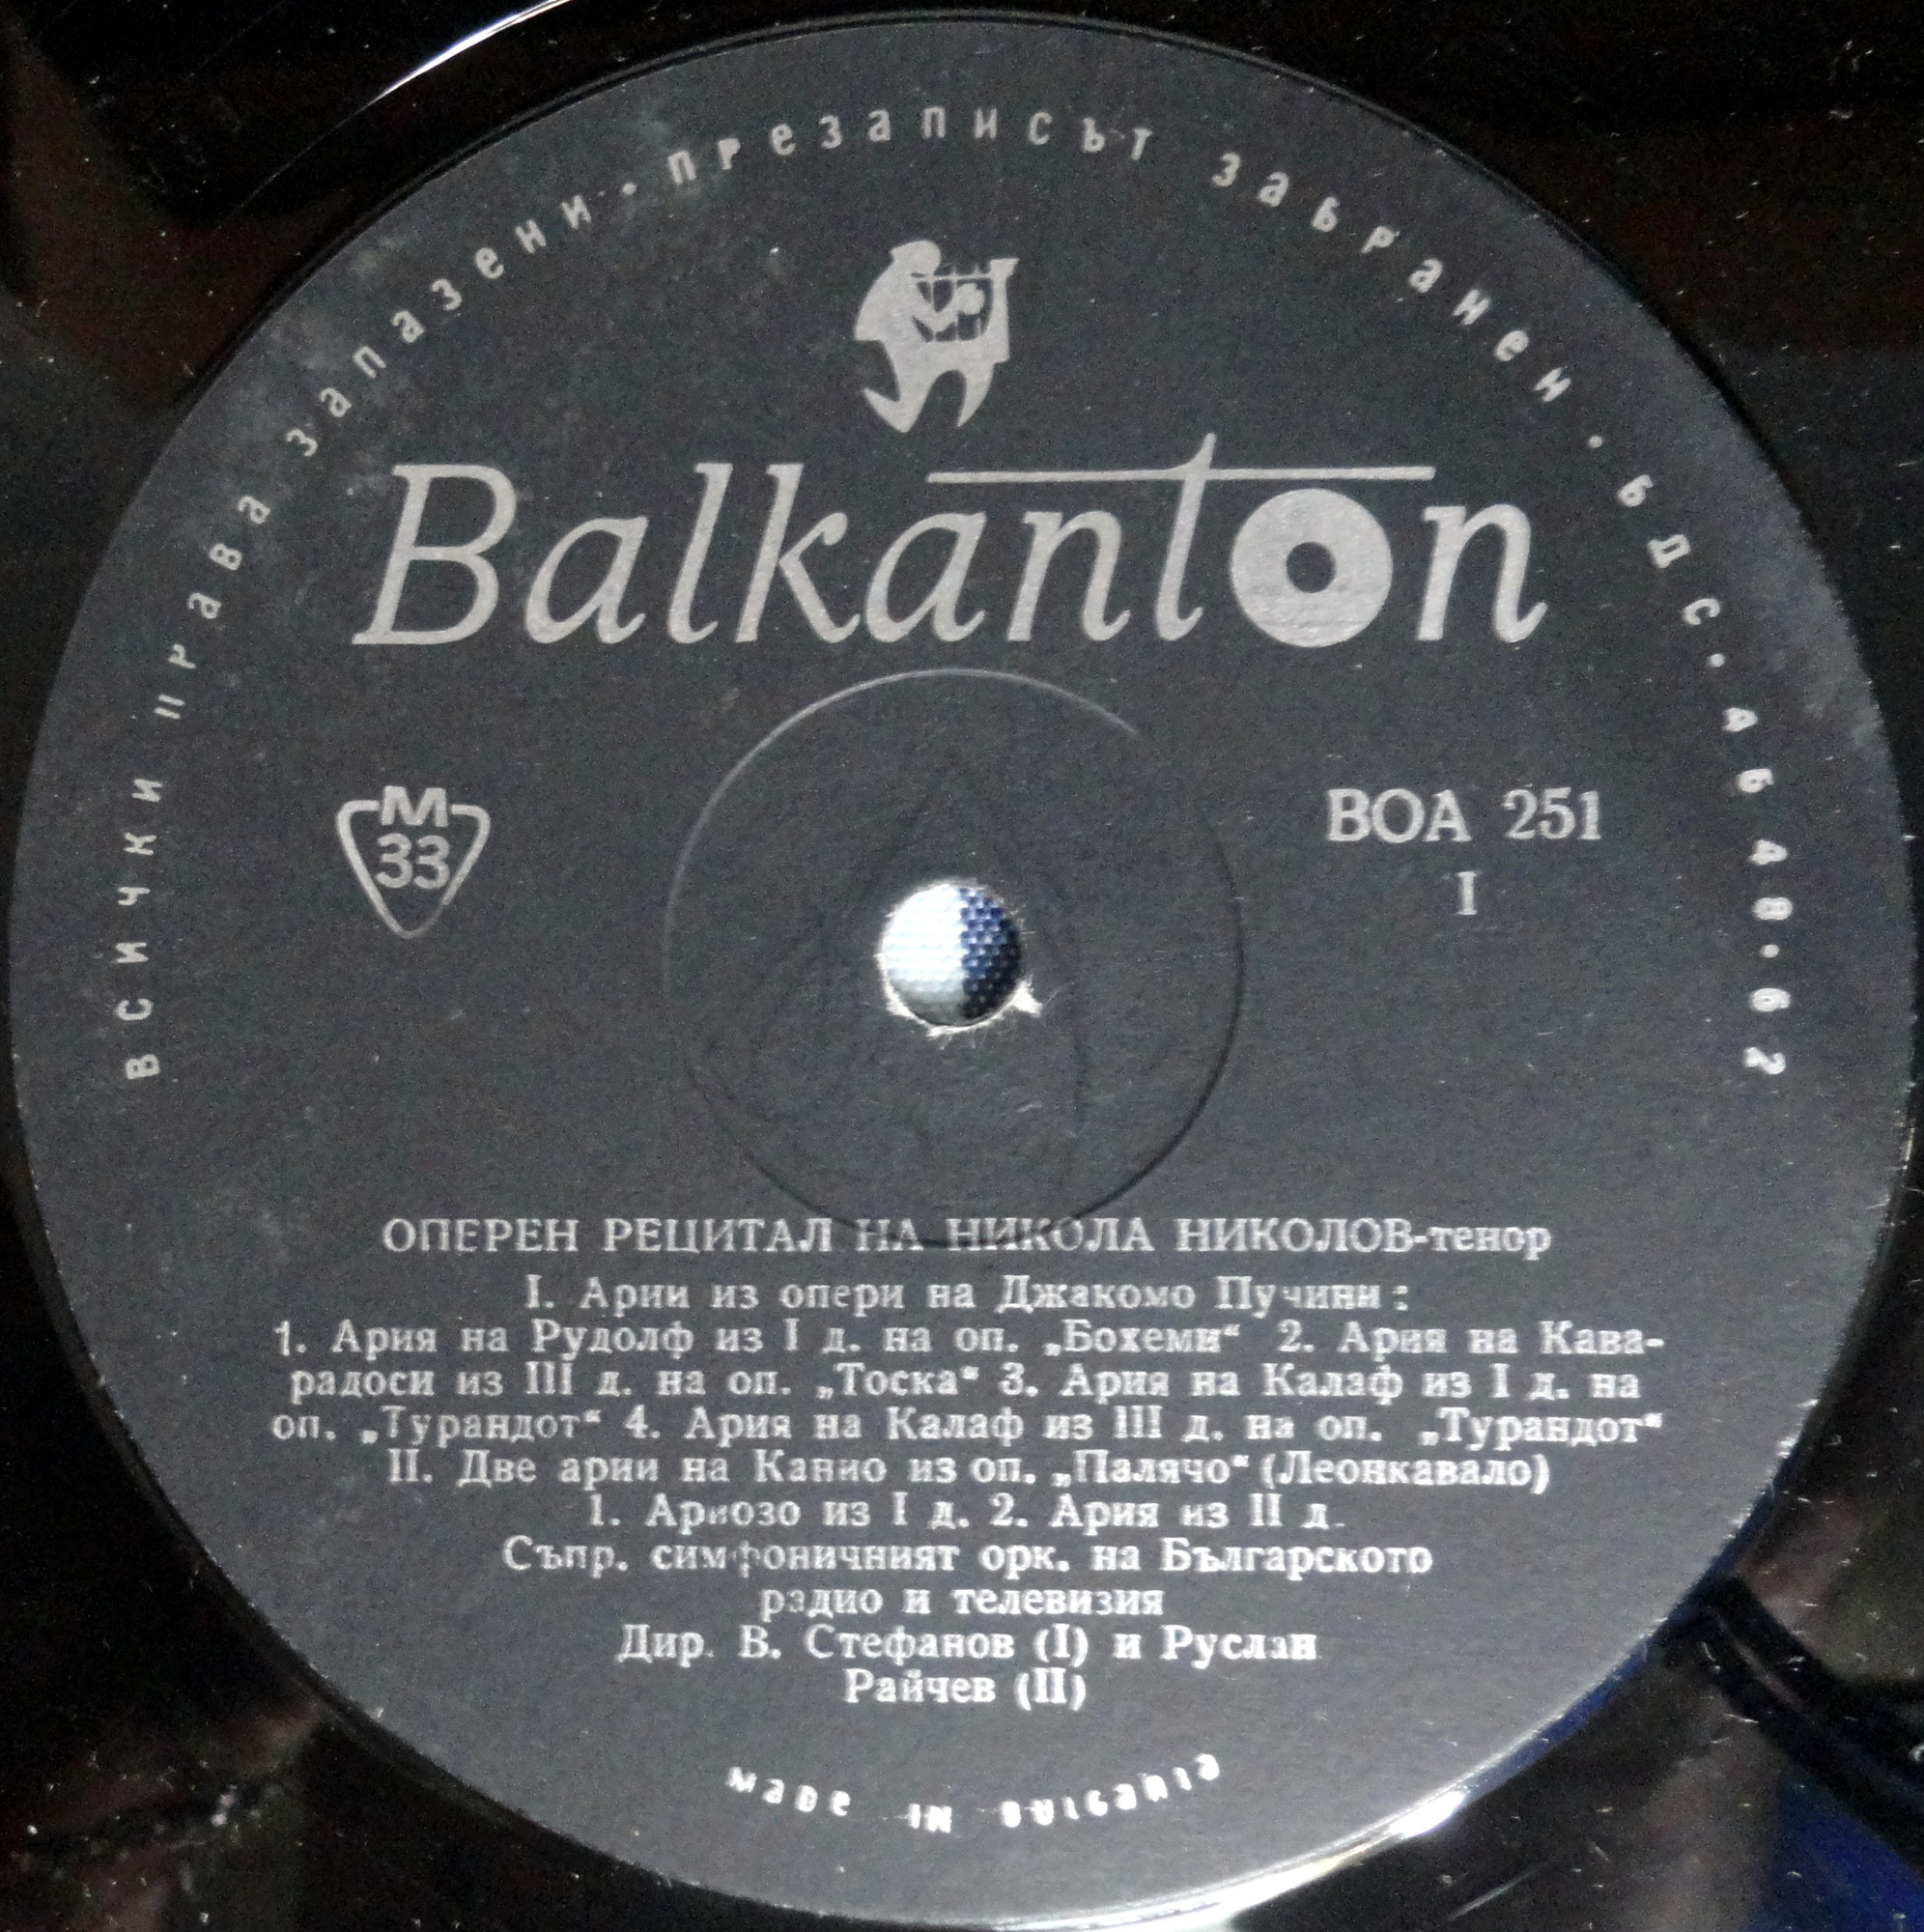 всички права запазени • презаписът забранен • бдс • 4648 • 62
Balkanton
M
33
ВОА 251
I
ОПЕРЕН РЕЦИТАЛ НА НИКОЛА НИКОЛОВ-тенор
I. Арии из опери на Джакомо Пучини :
1. Ария на Рудолф из I д. на оп. „Бохеми“ 2. Ария на Кава-
радоси из III д. на оп. „Тоска“ 3. Ария на Калаф из I д. на
оп. „Турандот“ 4. Ария на Калаф из III д. на оп. „Турандот“
II. Две арии на Канио из оп. „Палячо“ (Леонкавало)
1. Ариозо из I д. 2. Ария из II д.
Съпр. симфоничният орк. на Българското
радио и телевизия
Дир. В. Стефанов (I) и Руслан
Райчев (II)
MADE IN BULGARIA